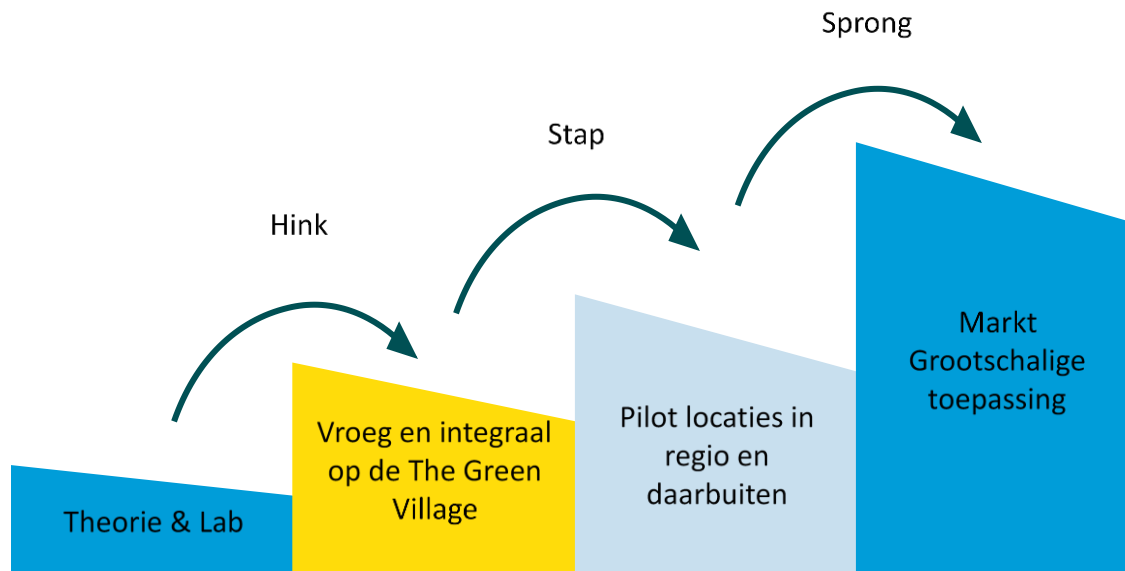 Sprong
Stap
Hink
Theorie & Lab
Vroeg en integraal
op de The Green
Village
Pilot locaties in
regio en
daarbuiten
Markt
Grootschalige
toepassing